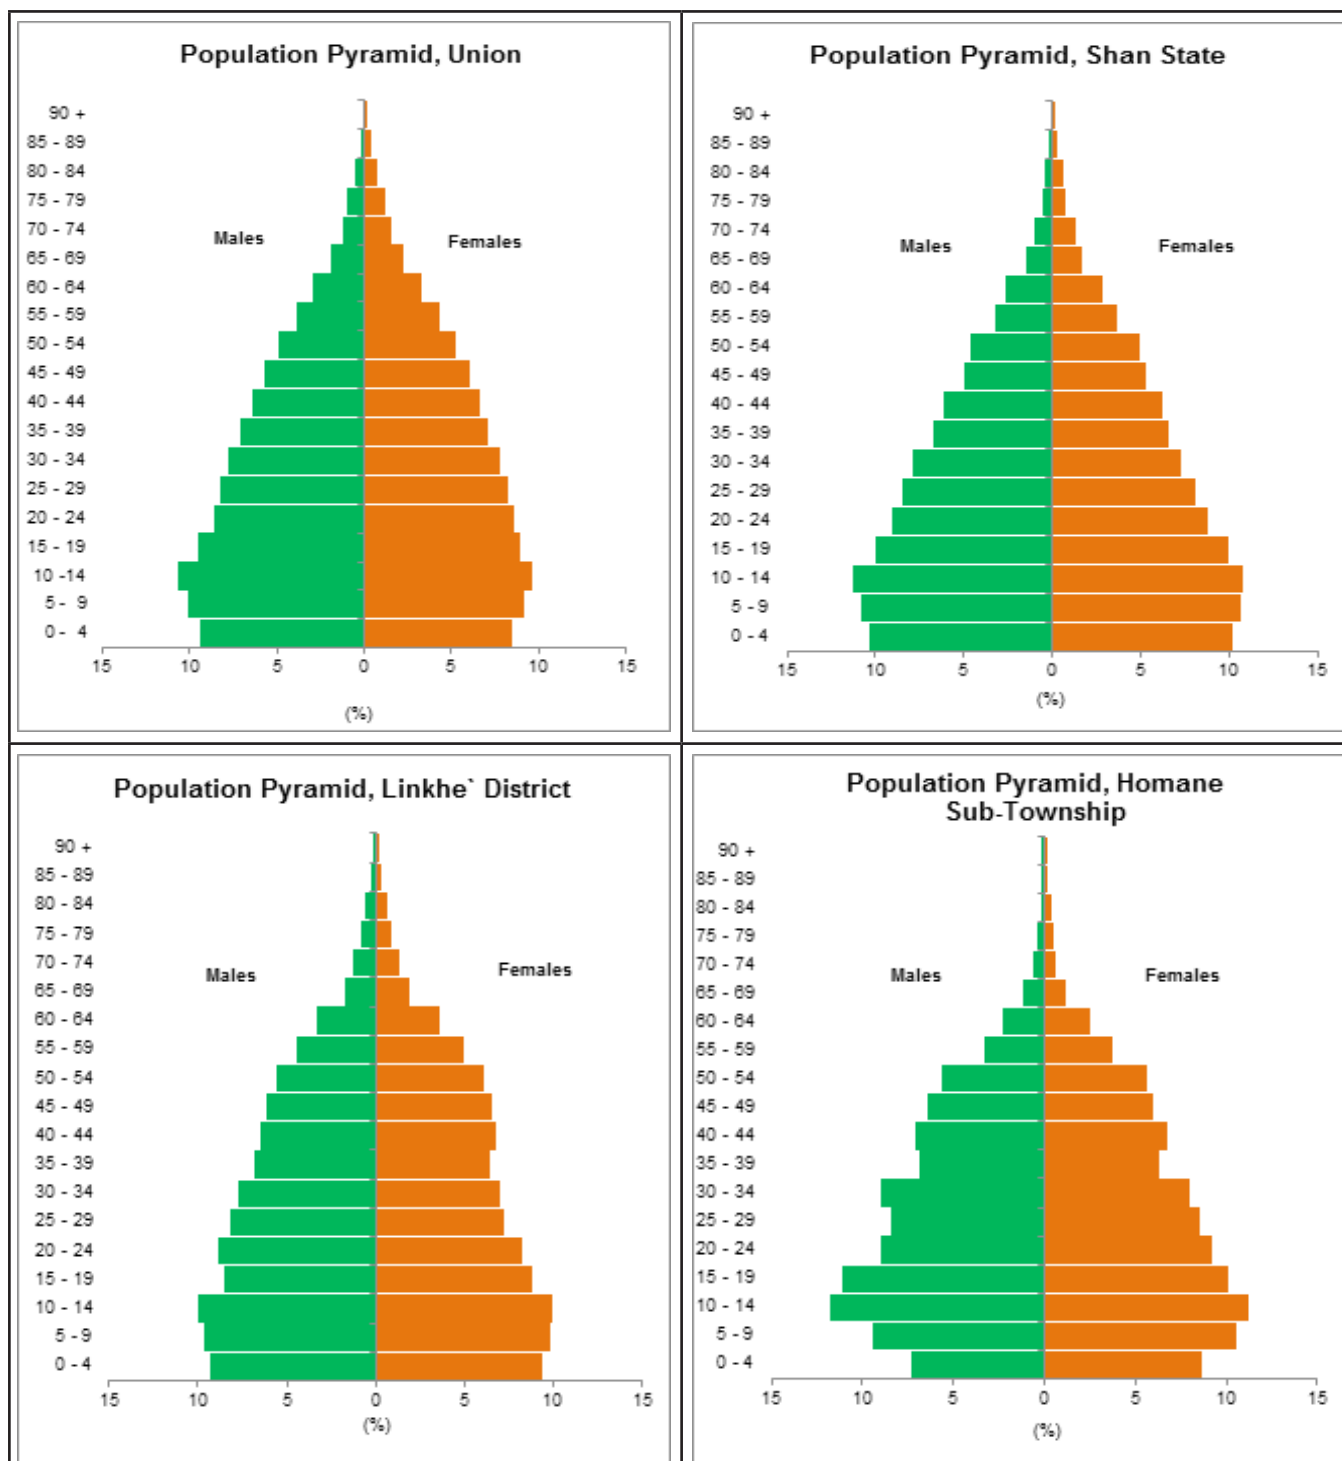 Population Pyramid, Union
90 +
85 - 89
80 - 84
75 - 79
70 - 74
65 - 69
60 - 64
55 - 59
50 - 54
45 - 49
40 - 44
35 - 39
30 - 34
25 - 29
20 - 24
15 - 19
10 -14
5 - 9
0 - 4
Males
Females
15 10 5 0 5 10 15
(%)
Population Pyramid, Shan State
90 +
85 - 89
80 - 84
75 - 79
70 - 74
65 - 69
60 - 64
55 - 59
50 - 54
45 - 49
40 - 44
35 - 39
30 - 34
25 - 29
20 - 24
15 - 19
10 - 14
5 - 9
0 - 4
Males
Females
15 10 5 0 5 10 15
(%)
Population Pyramid, Linkhe` District
90 +
85 - 89
80 - 84
75 - 79
70 - 74
65 - 69
60 - 64
55 - 59
50 - 54
45 - 49
40 - 44
35 - 39
30 - 34
25 - 29
20 - 24
15 - 19
10 - 14
5 - 9
0 - 4
Males
Females
15 10 5 0 5 10 15
(%)
Population Pyramid, Homane
Sub-Township
90 +
85 - 89
80 - 84
75 - 79
70 - 74
65 - 69
60 - 64
55 - 59
50 - 54
45 - 49
40 - 44
35 - 39
30 - 34
25 - 29
20 - 24
15 - 19
10 - 14
5 - 9
0 - 4
Males
Females
15 10 5 0 5 10 15
(%)